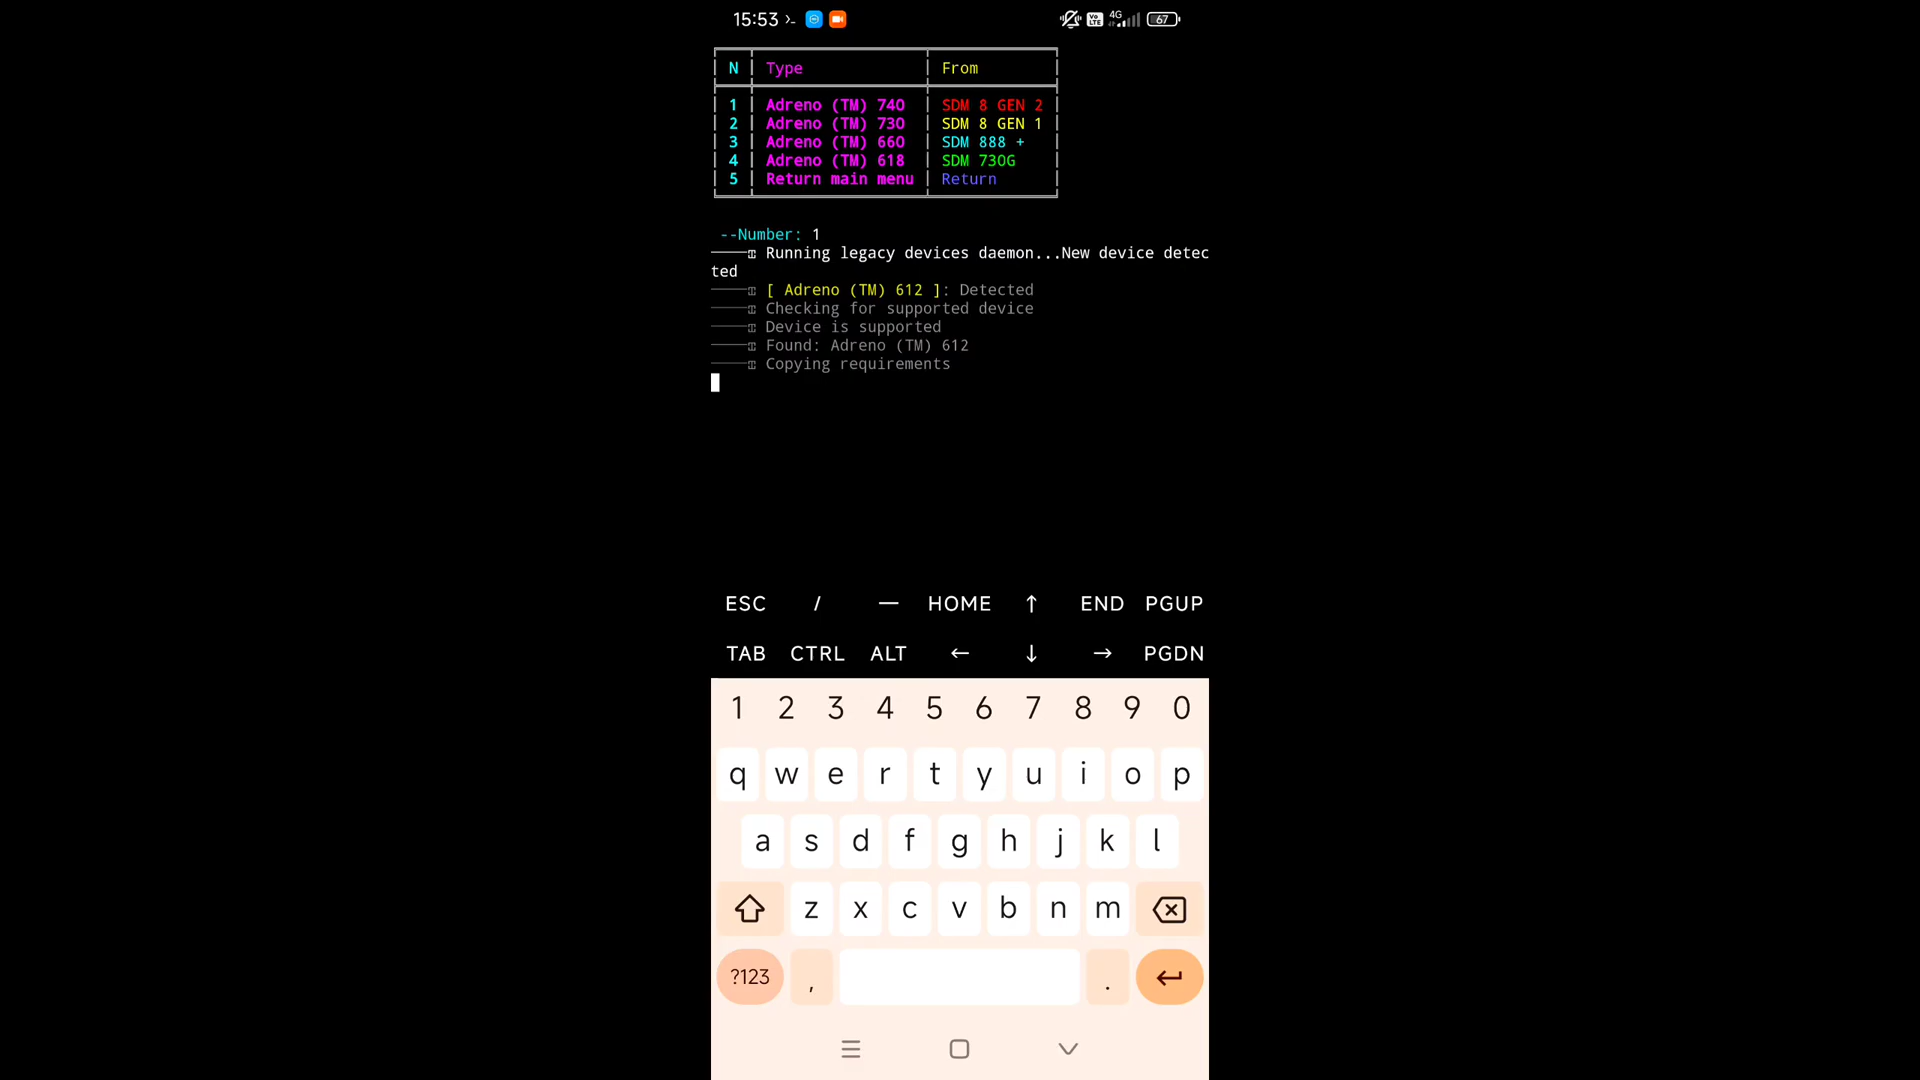 15:53 4G 67
N Type From
1 Adreno (TM) 740 SDM 8 GEN 2
2 Adreno (TM) 730 SDM 8 GEN 1
3 Adreno (TM) 660 SDM 888 +
4 Adreno (TM) 618 SDM 730G
5 Return main menu Return
--Number: 1
Running legacy devices daemon...New device detec
ted
[ Adreno (TM) 612 ]: Detected
Checking for supported device
Device is supported
Found: Adreno (TM) 612
Copying requirements
ESC / — HOME ↑ END PGUP
TAB CTRL ALT ← ↓ → PGDN
1 2 3 4 5 6 7 8 9 0
q w e r t y u i o p
a s d f g h j k l
z x c v b n m
?123 , .